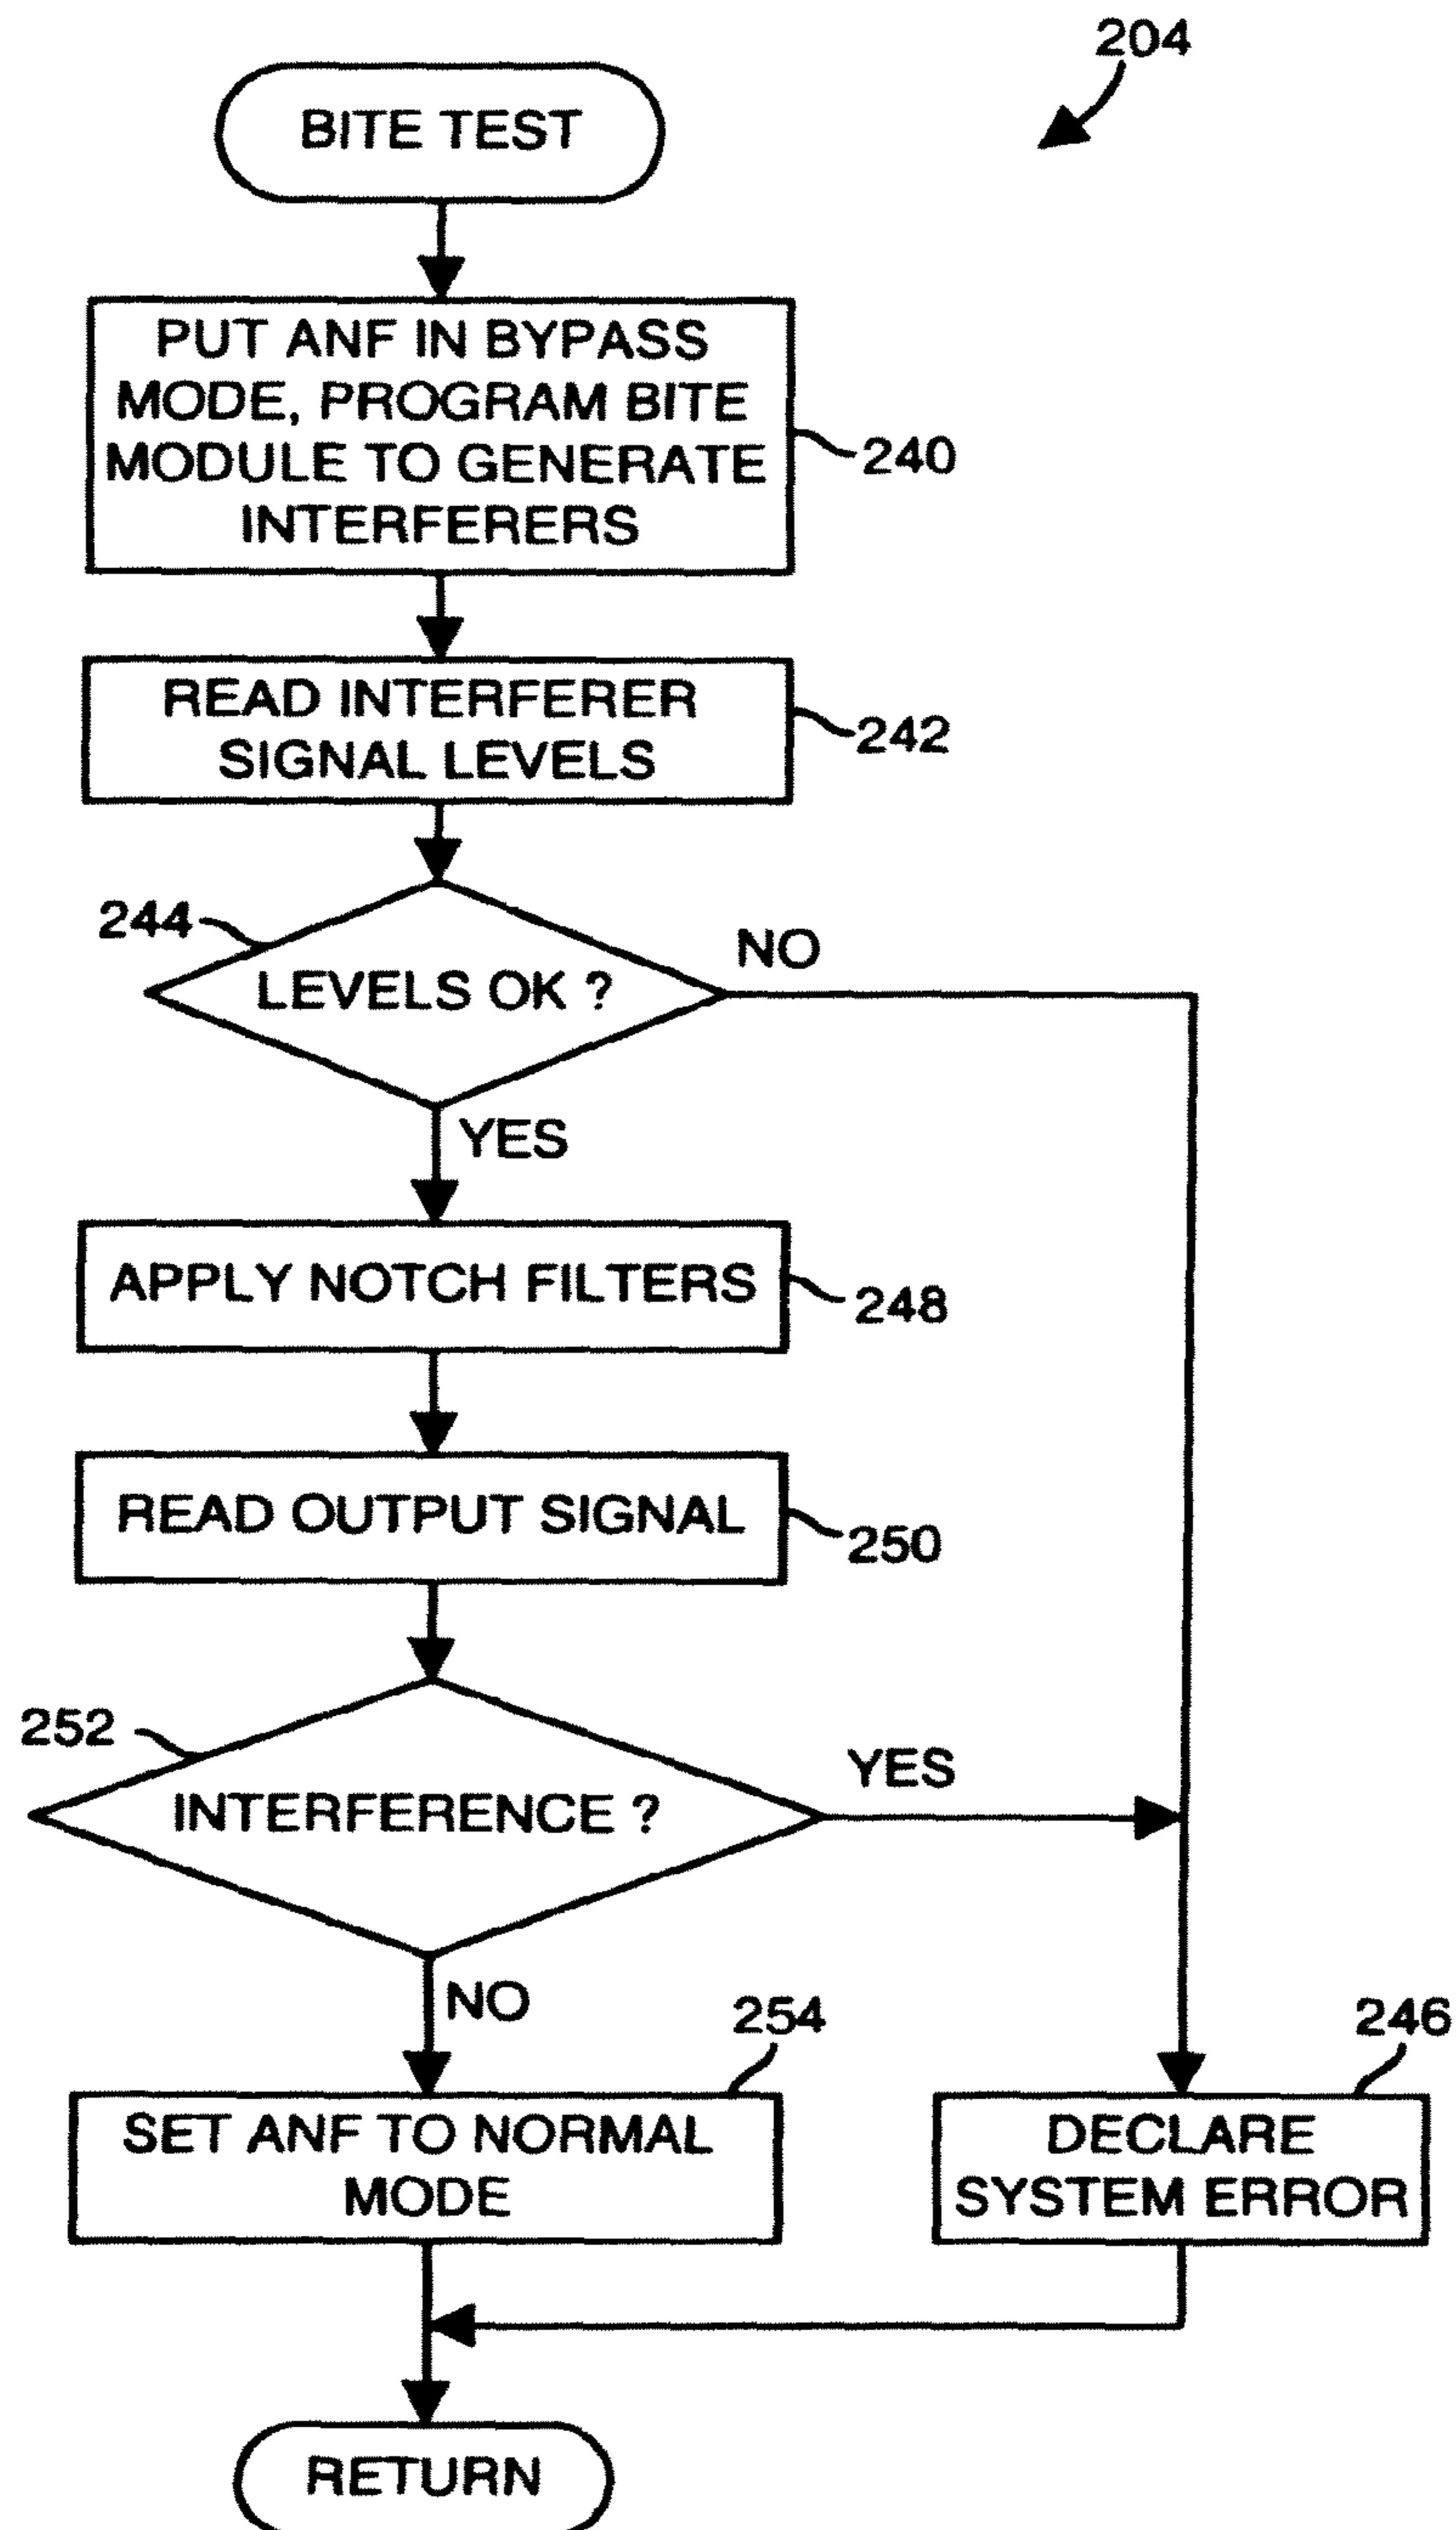 204
BITE TEST
PUT ANF IN BYPASS
MODE, PROGRAM BITE
MODULE TO GENERATE
INTERFERERS
240
READ INTERFERER
SIGNAL LEVELS
242
244
LEVELS OK ?
NO
YES
APPLY NOTCH FILTERS
248
READ OUTPUT SIGNAL
250
252
INTERFERENCE ?
YES
NO
254
246
SET ANF TO NORMAL
MODE
DECLARE
SYSTEM ERROR
RETURN